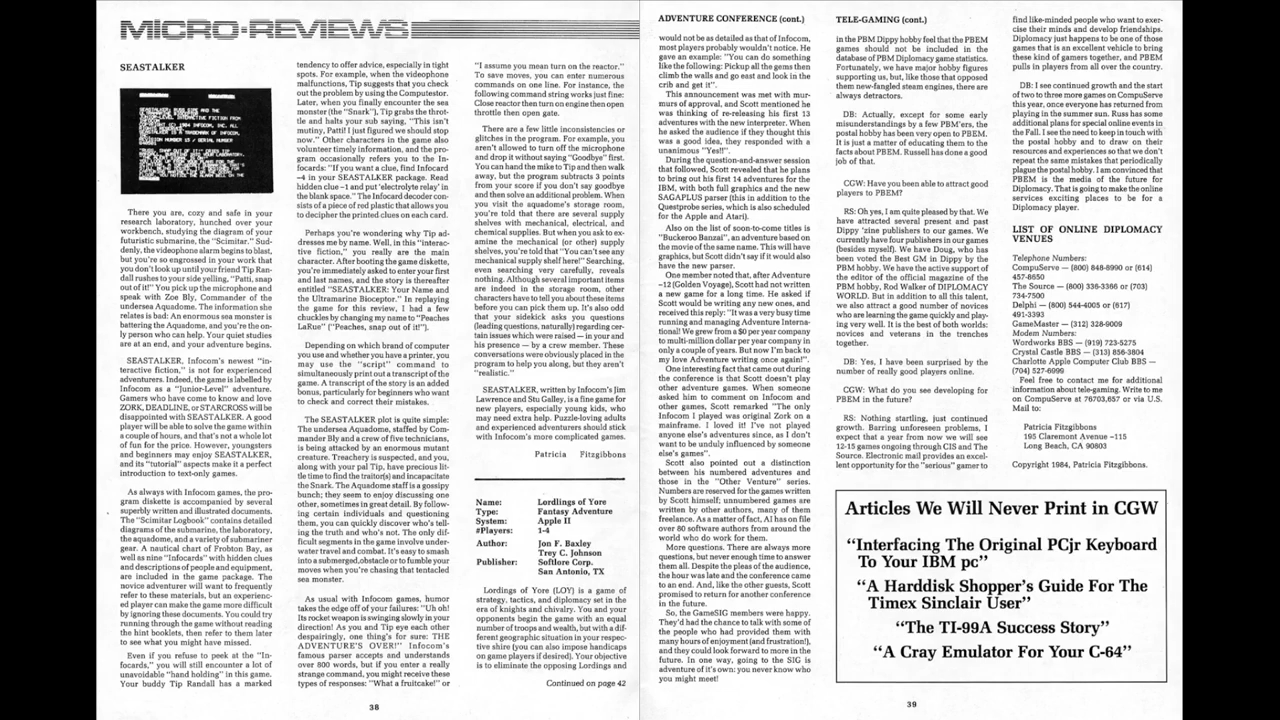 MICRO-REVIEWS
SEASTALKER
There you are, cozy and safe in your
research laboratory, hunched over your
workbench, studying the diagram of your
futuristic submarine, the "Scimitar." Sud-
denly, the videophone alarm begins to blast,
but you're so engrossed in your work that
you don't look up until your friend Tip Ran-
dall rushes to your side yelling, "Patti, snap
out of it!" You pick up the microphone and
speak with Zoe Bly, Commander of the
undersea Aquadome. The information she
relates is bad: An enormous sea monster is
battering the Aquadome, and you're the on-
ly person who can help. Your quiet studies
are at an end, and your adventure begins.
SEASTALKER, Infocom's newest "in-
teractive fiction," is not for experienced
adventurers. Indeed, the game is labelled by
Infocom as a "Junior-Level" adventure.
Gamers who have come to know and love
ZORK, DEADLINE, or STARCROSS will be
disappointed with SEASTALKER. A good
player will be able to solve the game within
a couple of hours, and that's not a whole lot
of fun for the price. However, youngsters
and beginners may enjoy SEASTALKER,
and its "tutorial" aspects make it a perfect
introduction to text-only games.
As always with Infocom games, the pro-
gram diskette is accompanied by several
superbly written and illustrated documents.
The "Scimitar Logbook" contains detailed
diagrams of the submarine, the laboratory,
the aquadome, and a variety of submariner
gear. A nautical chart of Frobton Bay, as
well as nine "Infocards" with hidden clues
and descriptions of people and equipment,
are included in the game package. The
novice adventurer will want to frequently
refer to these materials, but an experienc-
ed player can make the game more difficult
by ignoring these documents. You could try
running through the game without reading
the hint booklets, then refer to them later
to see what you might have missed.
Even if you refuse to peek at the "In-
focards," you will still encounter a lot of
unavoidable "hand holding" in this game.
Your buddy Tip Randall has a marked
tendency to offer advice, especially in tight
spots. For example, when the videophone
malfunctions, Tip suggests that you check
out the problem by using the Computestor.
Later, when you finally encounter the sea
monster (the "Snark"), Tip grabs the throt-
tle and halts your sub saying, "This isn't
mutiny, Patti! I just figured we should stop
now." Other characters in the game also
volunteer timely information, and the pro-
gram occasionally refers you to the In-
focards: "If you want a clue, find Infocard
-4 in your SEASTALKER package. Read
hidden clue -1 and put 'electolyte relay' in
the blank space." The Infocard decoder con-
sists of a piece of red plastic that allows you
to decipher the printed clues on each card.
Perhaps you're wondering why Tip ad-
dresses me by name. Well, in this "interac-
tive fiction," you really are the main
character. After booting the game diskette,
you're immediately asked to enter your first
and last names, and the story is thereafter
entitled "SEASTALKER: Your Name and
the Ultramarine Bioceptor." In replaying
the game for this review, I had a few
chuckles by changing my name to "Peaches
LaRue" ("Peaches, snap out of it!").
Depending on which brand of computer
you use and whether you have a printer, you
may use the "script" command to
simultaneously print out a transcript of the
game. A transcript of the story is an added
bonus, particularly for beginners who want
to check and correct their mistakes.
The SEASTALKER plot is quite simple:
The undersea Aquadome, staffed by Com-
mander Bly and a crew of five technicians,
is being attacked by an enormous mutant
creature. Treachery is suspected, and you,
along with your pal Tip, have precious lit-
tle time to find the traitor(s) and incapacitate
the Snark. The Aquadome staff is a gossipy
bunch; they seem to enjoy discussing one
other, sometimes in great detail. By follow-
ing certain individuals and questioning
them, you can quickly discover who's tell-
ing the truth and who's not. The only dif-
ficult segments in the game involve under-
water travel and combat. It's easy to smash
into a submerged,obstacle or to fumble your
moves when you're chasing that tentacled
sea monster.
As usual with Infocom games, humor
takes the edge off of your failures: "Uh oh!
Its rocket weapon is swinging slowly in your
direction! As you and Tip eye each other
despairingly, one thing's for sure: THE
ADVENTURE'S OVER!" Infocom's
famous parser accepts and understands
over 800 words, but if you enter a really
strange command, you might receive these
types of responses: "What a fruitcake!" or
"I assume you mean turn on the reactor."
To save moves, you can enter numerous
commands on one line. For instance, the
following command string works just fine:
Close reactor then turn on engine then open
throttle then open gate.
There are a few little inconsistencies or
glitches in the program. For example, you
aren't allowed to turn off the microphone
and drop it without saying "Goodbye" first.
You can hand the mike to Tip and then walk
away, but the program subtracts 3 points
from your score if you don't say goodbye
and then solve an additional problem. When
you visit the aquadome's storage room,
you're told that there are several supply
shelves with mechanical, electrical, and
chemical supplies. But when you ask to ex-
amine the mechanical (or other) supply
shelves, you're told that "You can't see any
mechanical supply shelf here!" Searching,
even searching very carefully, reveals
nothing. Although several important items
are indeed in the storage room, other
characters have to tell you about these items
before you can pick them up. It's also odd
that your sidekick asks you questions
(leading questions, naturally) regarding cer-
tain issues which were raised — in your and
his presence — by a crew member. These
conversations were obviously placed in the
program to help you along, but they aren't
"realistic."
SEASTALKER, written by Infocom's Jim
Lawrence and Stu Galley, is a fine game for
new players, especially young kids, who
may need extra help. Puzzle-loving adults
and experienced adventurers should stick
with Infocom's more complicated games.
Patricia Fitzgibbons
Name: Lordlings of Yore
Type: Fantasy Adventure
System: Apple II
#Players: 1-4
Author: Jon F. Baxley
Trey C. Johnson
Publisher: Softlore Corp.
San Antonio, TX
Lordlings of Yore (LOY) is a game of
strategy, tactics, and diplomacy set in the
era of knights and chivalry. You and your
opponents begin the game with an equal
number of troops and wealth, but with a dif-
ferent geographic situation in your respec-
tive shire (you can also impose handicaps
on game players if desired). Your objective
is to eliminate the opposing Lordings and
Continued on page 42
38
ADVENTURE CONFERENCE (cont.)
would not be as detailed as that of Infocom,
most players probably wouldn't notice. He
gave an example: "You can do something
like the following: Pickup all the gems then
climb the walls and go east and look in the
crib and get it".
This announcement was met with mur-
murs of approval, and Scott mentioned he
was thinking of re-releasing his first 13
adventures with the new interpreter. When
he asked the audience if they thought this
was a good idea, they responded with a
unanimous "Yes!!".
During the question-and-answer session
that followed, Scott revealed that he plans
to bring out his first 14 adventures for the
IBM, with both full graphics and the new
SAGAPLUS parser (this in addition to the
Questprobe series, which is also scheduled
for the Apple and Atari).
Also on the list of soon-to-come titles is
"Buckeroo Banzai", an adventure based on
the movie of the same name. This will have
graphics, but Scott didn't say if it would also
have the new parser.
One member noted that, after Adventure
-12 (Golden Voyage), Scott had not written
a new game for a long time. He asked if
Scott would be writing any new ones, and
received this reply: "It was a very busy time
running and managing Adventure Interna-
tional! We grew from a $0 per year company
to multi-million dollar per year company in
only a couple of years. But now I'm back to
my love Adventure writing once again!".
One interesting fact that came out during
the conference is that Scott doesn't play
other adventure games. When someone
asked him to comment on Infocom and
other games, Scott remarked "The only
Infocom I played was original Zork on a
mainframe. I loved it! I've not played
anyone else's adventures since, as I don't
want to be unduly influenced by someone
else's games".
Scott also pointed out a distinction
between his numbered adventures and
those in the "Other Venture" series.
Numbers are reserved for the games written
by Scott himself; unnumbered games are
written by other authors, many of them
freelance. As a matter of fact, AI has on file
over 80 software authors from around the
world who do work for them.
More questions. There are always more
questions, but never enough time to answer
them all. Despite the pleas of the audience,
the hour was late and the conference came
to an end. And, like the other guests, Scott
promised to return for another conference
in the future.
So, the GameSIG members were happy.
They'd had the chance to talk with some of
the people who had provided them with
many hours of enjoyment (and frustration!),
and they could look forward to more in the
future. In one way, going to the SIG is
adventure of it's own: you never know who
you might meet!
TELE-GAMING (cont.)
in the PBM Dippy hobby feel that the PBEM
games should not be included in the
database of PBM Diplomacy game statistics.
Fortunately, we have major hobby figures
supporting us, but, like those that opposed
them new-fangled steam engines, there are
always detractors.
DB: Actually, except for some early
misunderstandings by a few PBM'ers, the
postal hobby has been very open to PBEM.
It is just a matter of educating them to the
facts about PBEM. Russell has done a good
job of that.
CGW: Have you been able to attract good
players to PBEM?
RS: Oh yes, I am quite pleased by that. We
have attracted several present and past
Dippy 'zine publishers to our games. We
currently have four publishers in our games
(besides myself). We have Doug, who has
been voted the Best GM in Dippy by the
PBM hobby. We have the active support of
the editor of the official magazine of the
PBM hobby, Rod Walker of DIPLOMACY
WORLD. But in addition to all this talent,
we also attract a good number of novices
who are learning the game quickly and play-
ing very well. It is the best of both worlds:
novices and veterans in the trenches
together.
DB: Yes, I have been surprised by the
number of really good players online.
CGW: What do you see developing for
PBEM in the future?
RS: Nothing startling, just continued
growth. Barring unforeseen problems, I
expect that a year from now we will see
12-15 games ongoing through CIS and The
Source. Electronic mail provides an excel-
lent opportunity for the "serious" gamer to
find like-minded people who want to exer-
cise their minds and develop friendships.
Diplomacy just happens to be one of those
games that is an excellent vehicle to bring
these kind of gamers together, and PBEM
pulls in players from all over the country.
DB: I see continued growth and the start
of two to three more games on CompuServe
this year, once everyone has returned from
playing in the summer sun. Russ has some
additional plans for special online events in
the Fall. I see the need to keep in touch with
the postal hobby and to draw on their
resources and experiences so that we don't
repeat the same mistakes that periodically
plague the postal hobby. I am convinced that
PBEM is the media of the future for
Diplomacy. That is going to make the online
services exciting places to be for a
Diplomacy player.
LIST OF ONLINE DIPLOMACY
VENUES
Telephone Numbers:
CompuServe — (800) 848-8990 or (614)
457-8650
The Source — (800) 336-3366 or (703)
734-7500
Delphi — (800) 544-4005 or (617)
491-3393
GameMaster — (312) 328-9009
Modem Numbers:
Wordworks BBS — (919) 723-5275
Crystal Castle BBS — (313) 856-3804
Charlotte Apple Computer Club BBS —
(704) 527-6999
Feel free to contact me for additional
information about tele-gaming. Write to me
on CompuServe at 76703,657 or via U.S.
Mail to:
Patricia Fitzgibbons
195 Claremont Avenue -115
Long Beach, CA 90803
Copyright 1984, Patricia Fitzgibbons.
Articles We Will Never Print in CGW
"Interfacing The Original PCjr Keyboard
To Your IBM pc"
"A Harddisk Shopper's Guide For The
Timex Sinclair User"
"The TI-99A Success Story"
"A Cray Emulator For Your C-64"
39